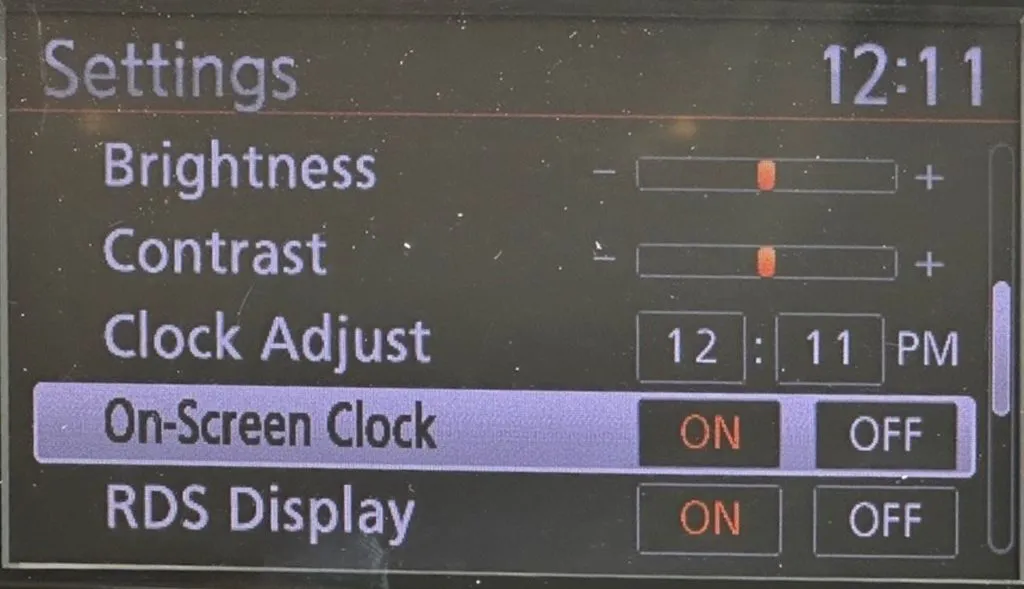 Settings 12:11
Brightness - +
Contrast - +
Clock Adjust 12 : 11 PM
On-Screen Clock ON OFF
RDS Display ON OFF